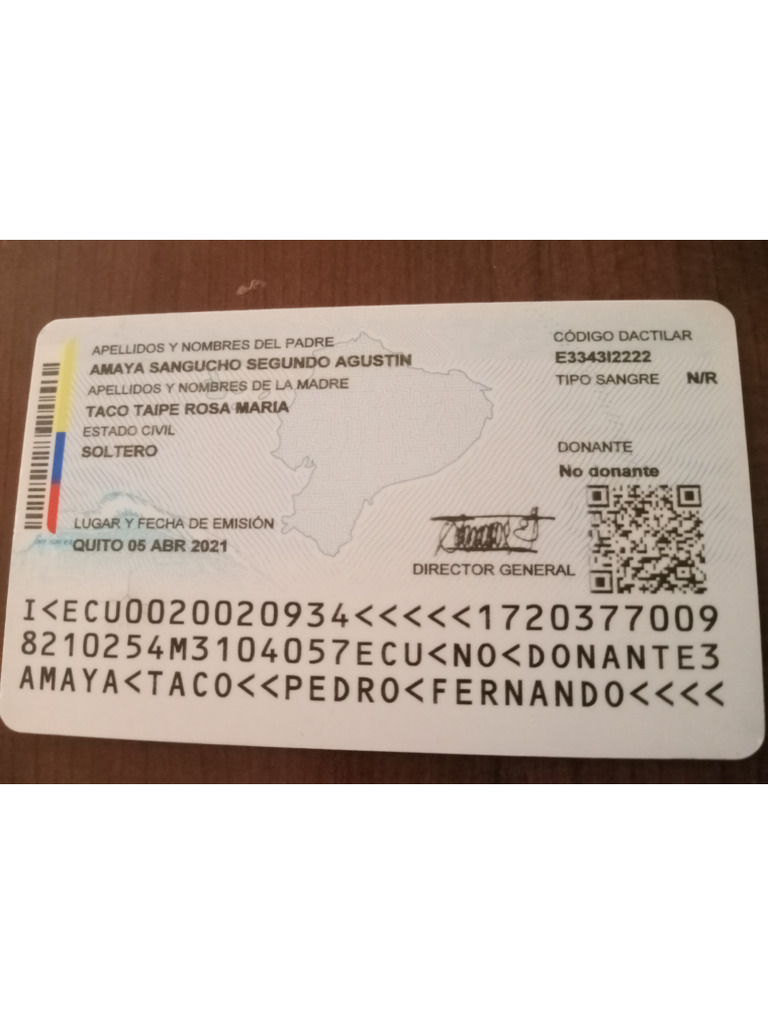 APELLIDOS Y NOMBRES DEL PADRE
AMAYA SANGUCHO SEGUNDO AGUSTIN
APELLIDOS Y NOMBRES DE LA MADRE
TACO TAIPE ROSA MARIA
ESTADO CIVIL
SOLTERO
CÓDIGO DACTILAR
E3343I2222
TIPO SANGRE N/R
DONANTE
No donante
LUGAR Y FECHA DE EMISIÓN
QUITO 05 ABR 2021
DIRECTOR GENERAL
I<ECU0020020934<<<<<1720377009
8210254M3104057ECU<NO<DONANTE3
AMAYA<TACO<<PEDRO<FERNANDO<<<<